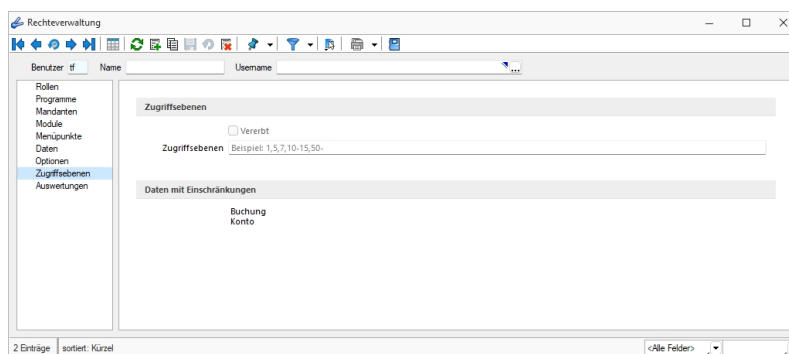 Rechteverwaltung
Benutzer tf Name Username ...
Rollen
Programme
Mandanten
Module
Menüpunkte
Daten
Optionen
Zugriffsebenen
Auswertungen
Zugriffsebenen
Vererbt
Zugriffsebenen Beispiel: 1,5,7,10-15,50-
Daten mit Einschränkungen
Buchung
Konto
2 Einträge sortiert: Kürzel <Alle Felder>